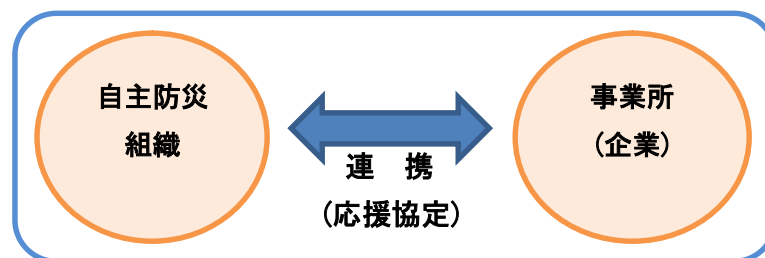 自主防災
組織
連　携
（応援協定）
事業所
（企業）